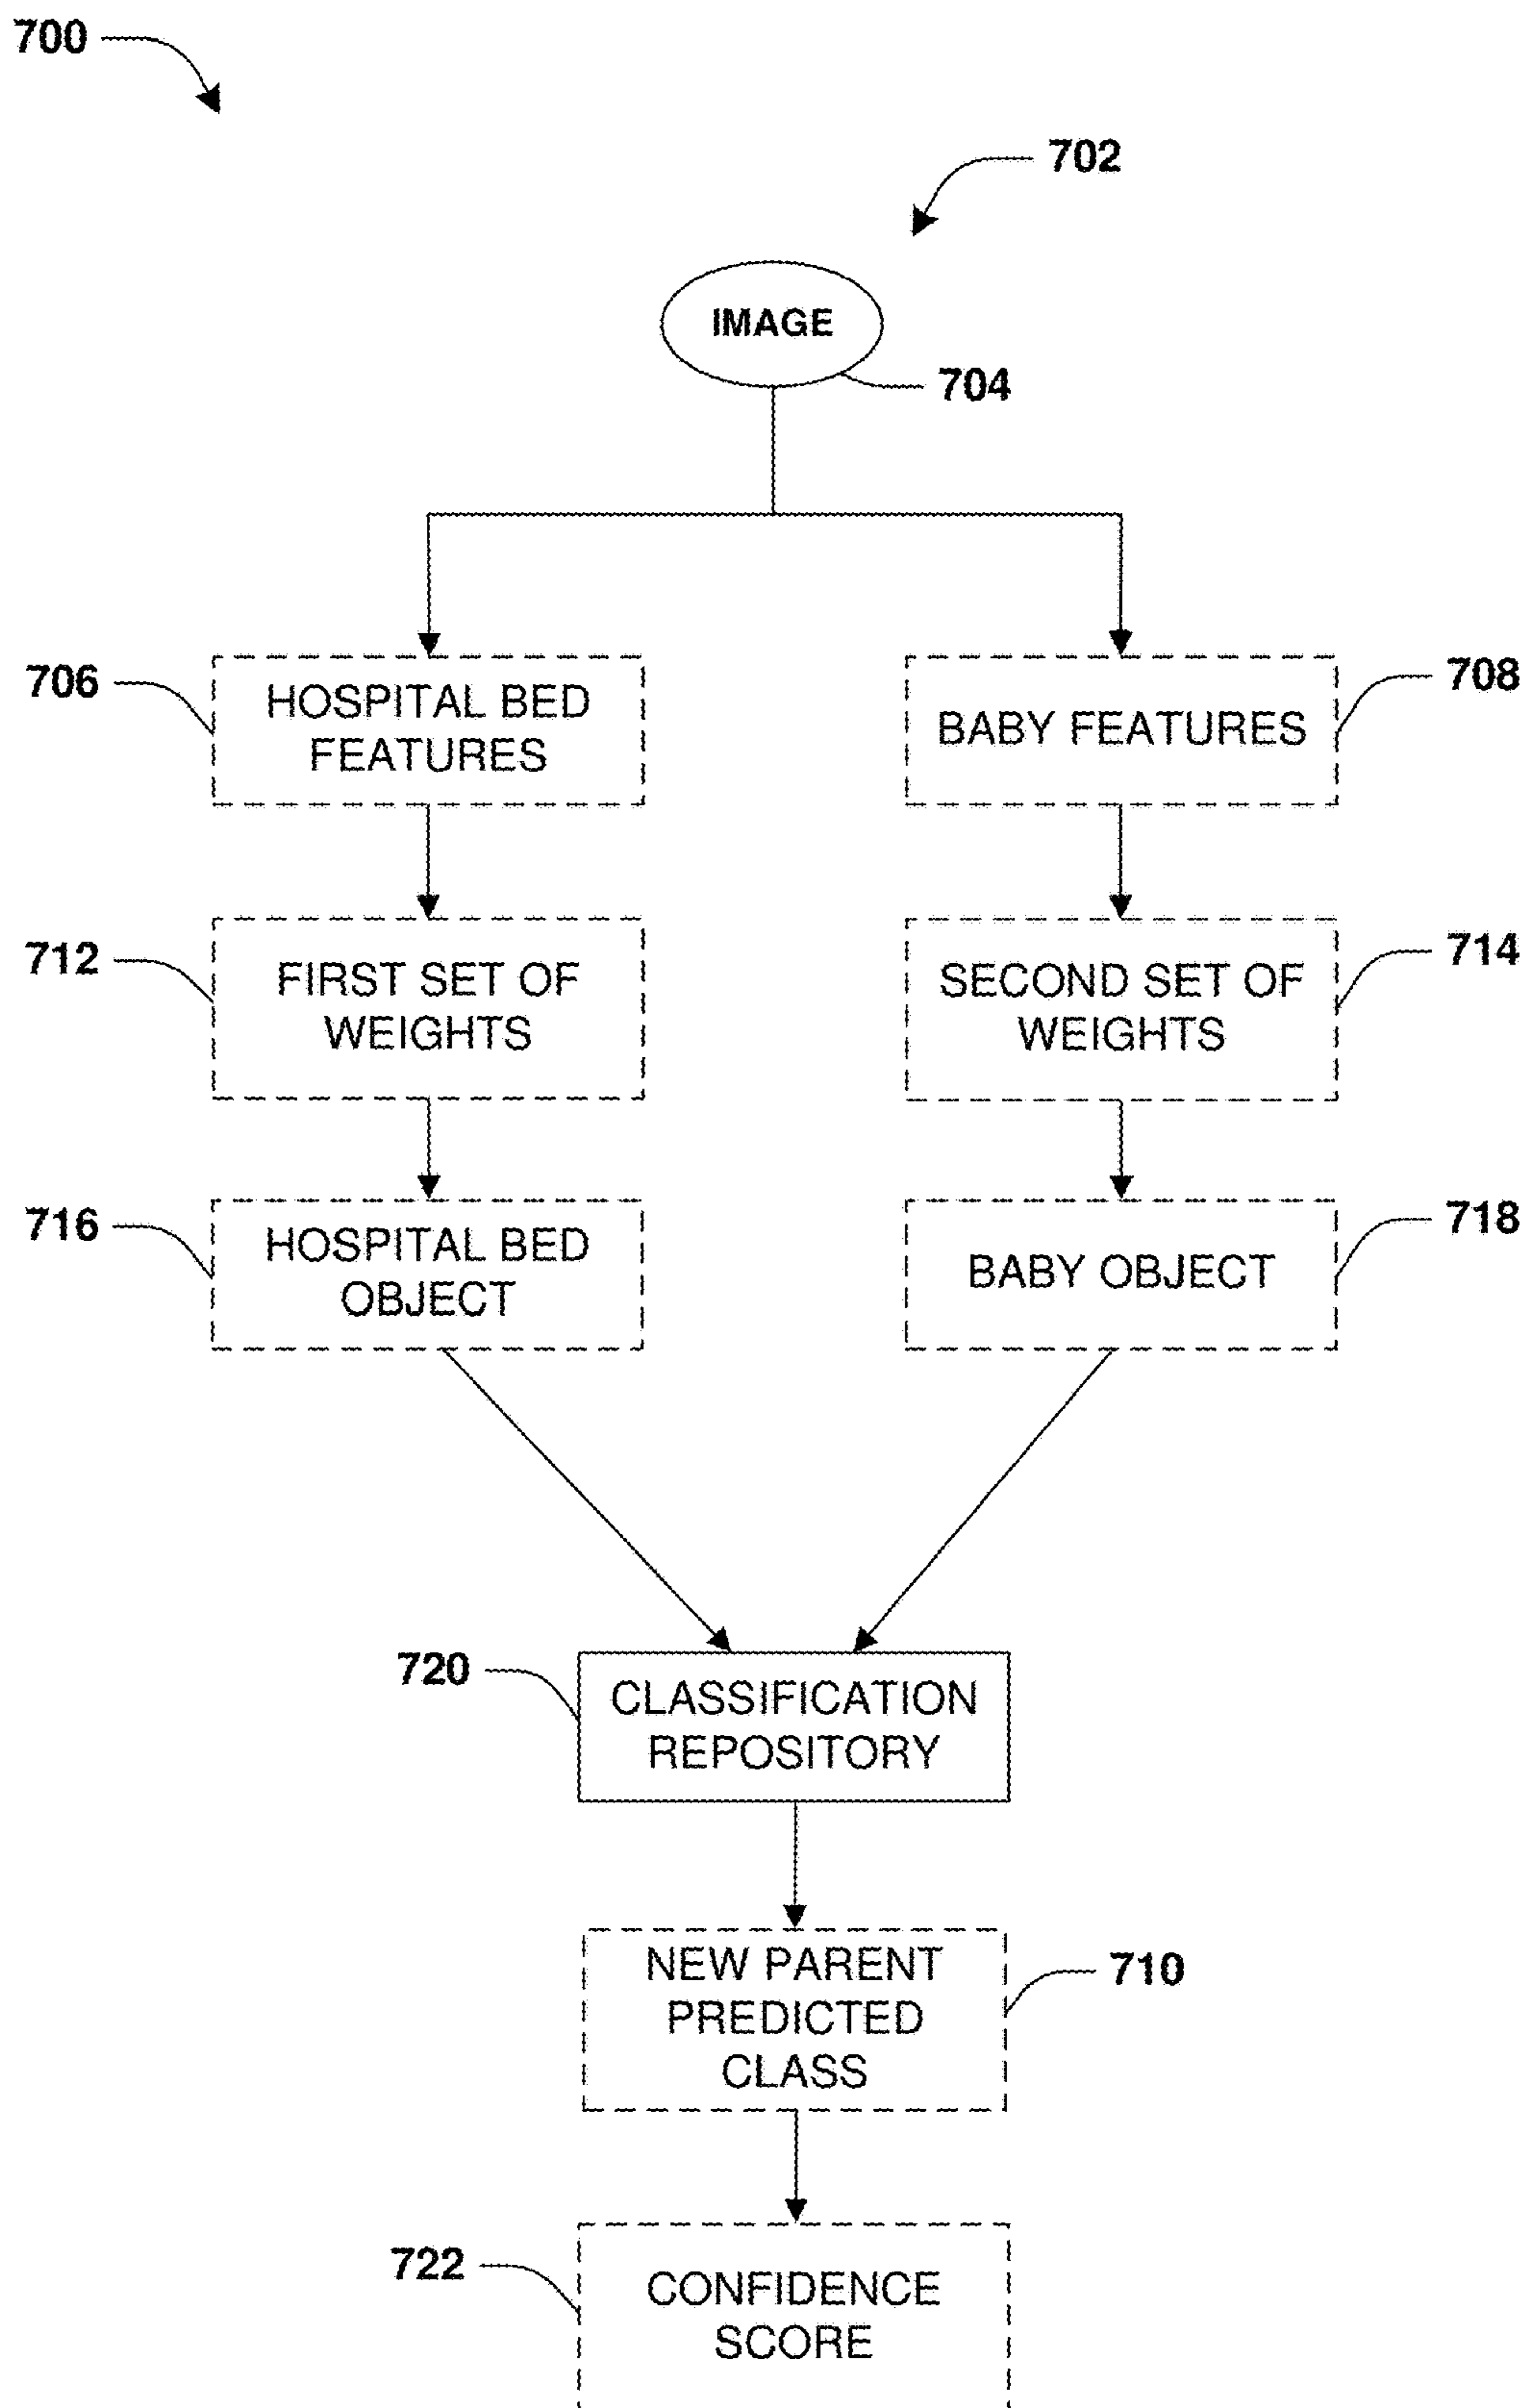 700
702
IMAGE
704
706
HOSPITAL BED
FEATURES
BABY FEATURES
708
712
FIRST SET OF
WEIGHTS
SECOND SET OF
WEIGHTS
714
716
HOSPITAL BED
OBJECT
BABY OBJECT
718
720
CLASSIFICATION
REPOSITORY
NEW PARENT
PREDICTED
CLASS
710
722
CONFIDENCE
SCORE